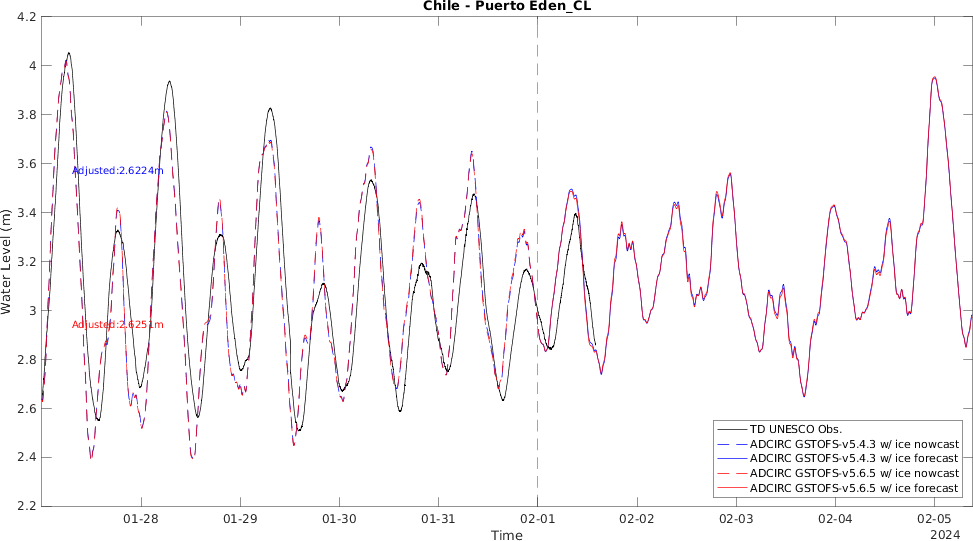 Chile - Puerto Eden_CL
4.2
4
3.8
3.6
3.4
3.2
3
2.8
2.6
2.4
2.2
Water Level (m)
Adjusted:2.6224m
Adjusted:2.6251m
TD UNESCO Obs.
ADCIRC GSTOFS-v5.4.3 w/ ice nowcast
ADCIRC GSTOFS-v5.4.3 w/ ice forecast
ADCIRC GSTOFS-v5.6.5 w/ ice nowcast
ADCIRC GSTOFS-v5.6.5 w/ ice forecast
01-28
01-29
01-30
01-31
02-01
02-02
02-03
02-04
02-05
Time
2024